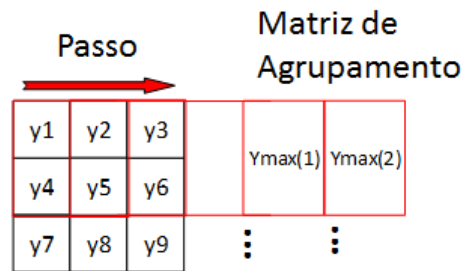 Passo
Matriz de
Agrupamento
y1 y2 y3
y4 y5 y6
y7 y8 y9
Ymax(1) Ymax(2)